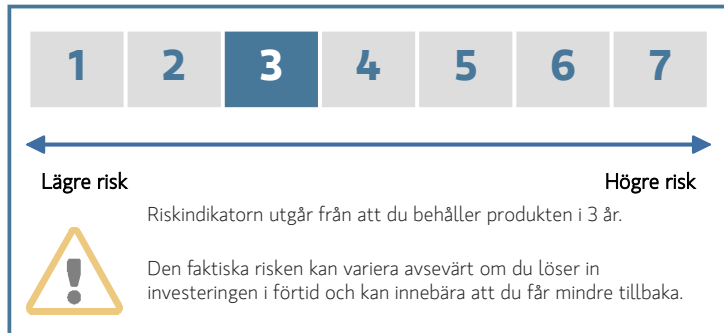 1 2 3 4 5 6 7
Lägre risk Högre risk
Riskindikatorn utgår från att du behåller produkten i 3 år.
Den faktiska risken kan variera avsevärt om du löser in
investeringen i förtid och kan innebära att du får mindre tillbaka.